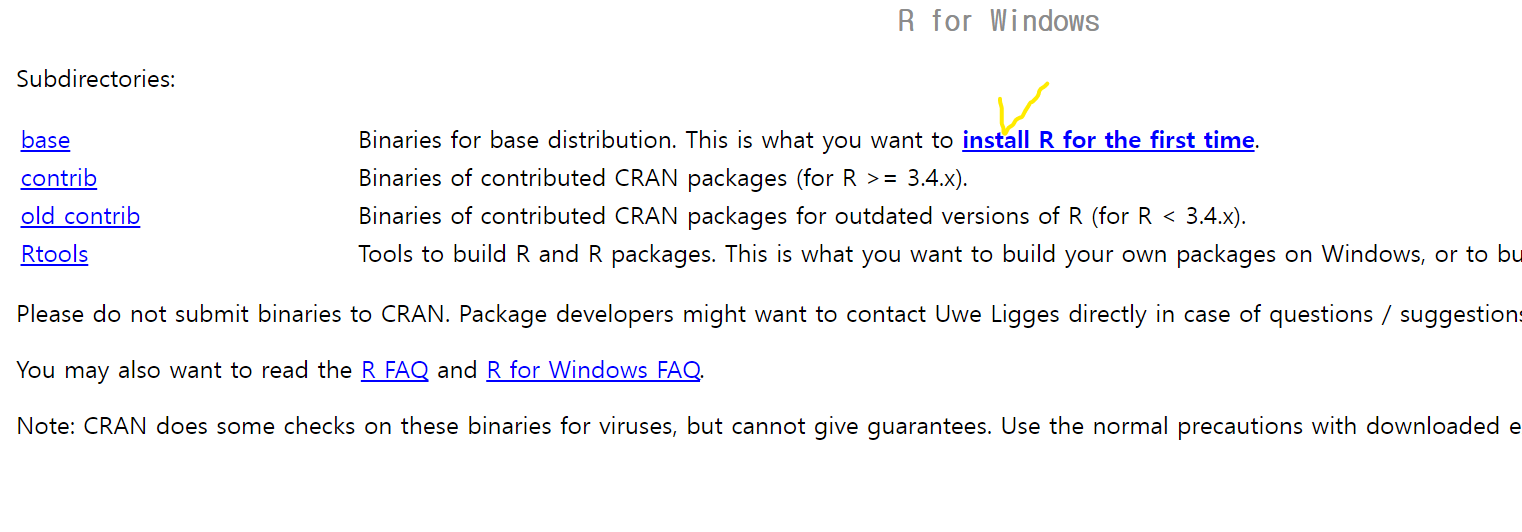 R for Windows
Subdirectories:
base Binaries for base distribution. This is what you want to install R for the first time.
contrib Binaries of contributed CRAN packages (for R >= 3.4.x).
old contrib Binaries of contributed CRAN packages for outdated versions of R (for R < 3.4.x).
Rtools Tools to build R and R packages. This is what you want to build your own packages on Windows, or to bu
Please do not submit binaries to CRAN. Package developers might want to contact Uwe Ligges directly in case of questions / suggestions
You may also want to read the R FAQ and R for Windows FAQ.
Note: CRAN does some checks on these binaries for viruses, but cannot give guarantees. Use the normal precautions with downloaded e